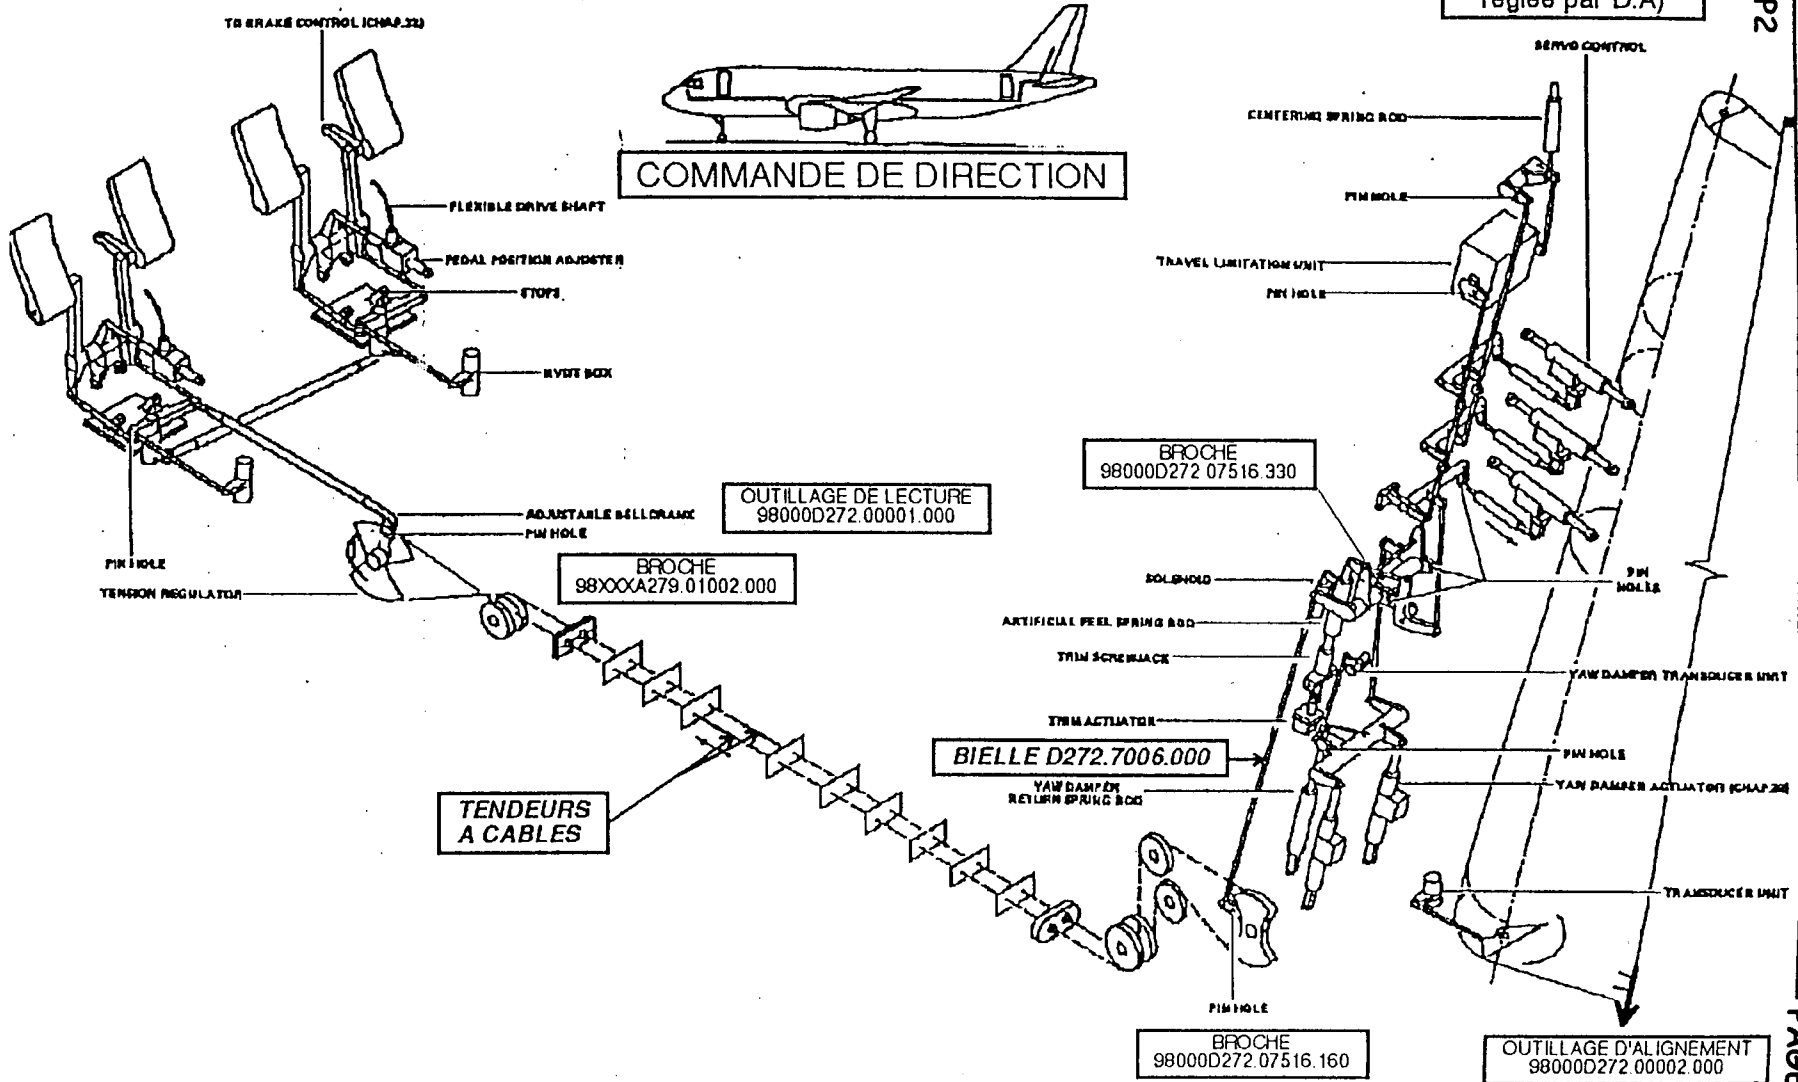 réglée par D.A)
PP2
TO BRAKE CONTROL (CHAP.32)
SERVO CONTROL
CENTERING SPRING ROD
COMMANDE DE DIRECTION
PIN HOLE
FLEXIBLE DRIVE SHAFT
PEDAL POSITION ADJUSTER
TRAVEL LIMITATION UNIT
STOPS
PIN HOLE
RVDT BOX
BROCHE
98000D272 07516.330
OUTILLAGE DE LECTURE
98000D272.00001.000
ADJUSTABLE BELLCRANK
PIN HOLE
PIN HOLE
BROCHE
98XXXA279.01002.000
TENSION REGULATOR
SOLENOID
PIN
HOLES
ARTIFICIAL FEEL SPRING ROD
TRIM SCREWJACK
YAW DAMPER TRANSDUCER UNIT
TRIM ACTUATOR
BIELLE D272.7006.000
PIN HOLE
YAW DAMPER
RETURN SPRING ROD
YAW DAMPER ACTUATOR (CHAP.22)
TENDEURS
A CABLES
TRANSDUCER UNIT
PIN HOLE
BROCHE
98000D272.07516.160
OUTILLAGE D'ALIGNEMENT
98000D272.00002.000